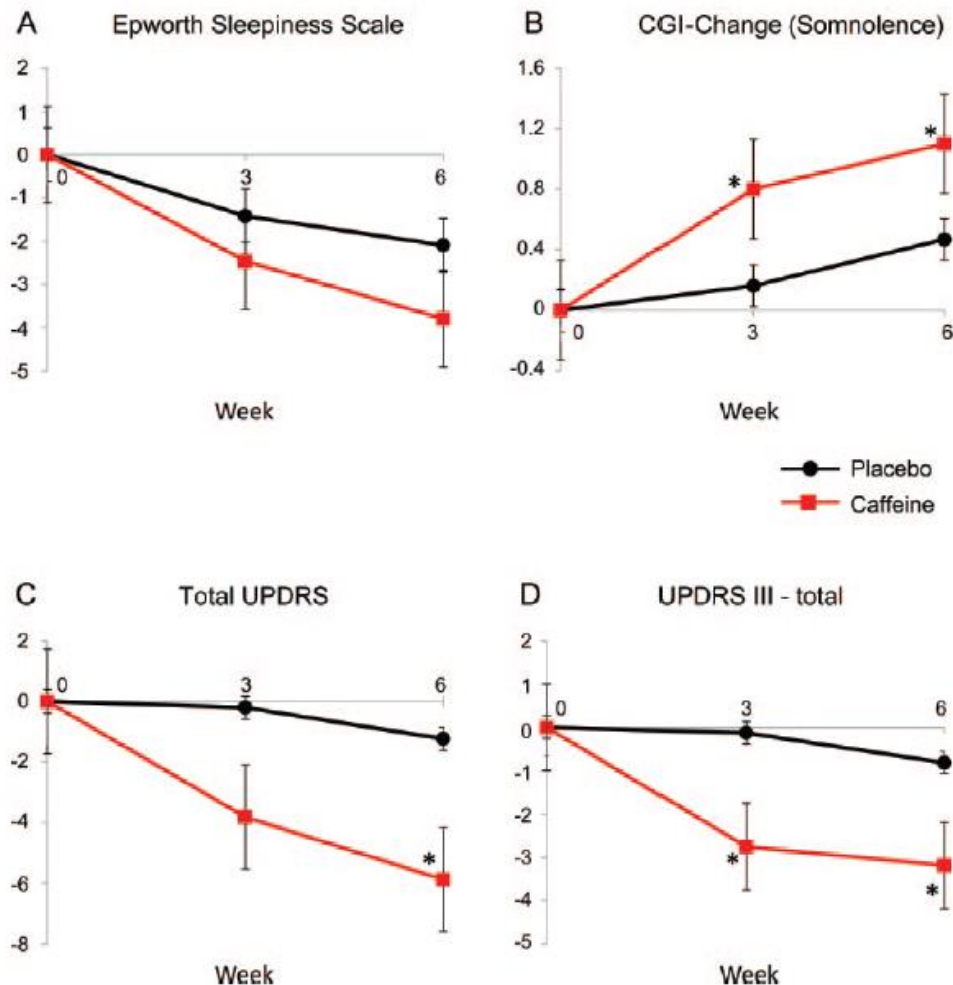 A Epworth Sleepiness Scale
2
1
0
-1
-2
-3
-4
-5
0 3 6
Week
B CGI-Change (Somnolence)
1.6
1.2
0.8
0.4
0
-0.4
* *
0 3 6
Week
Placebo
Caffeine
C Total UPDRS
2
0
-2
-4
-6
-8
0 3 6
*
Week
D UPDRS III - total
2
1
0
-1
-2
-3
-4
-5
0 3 6
* *
Week